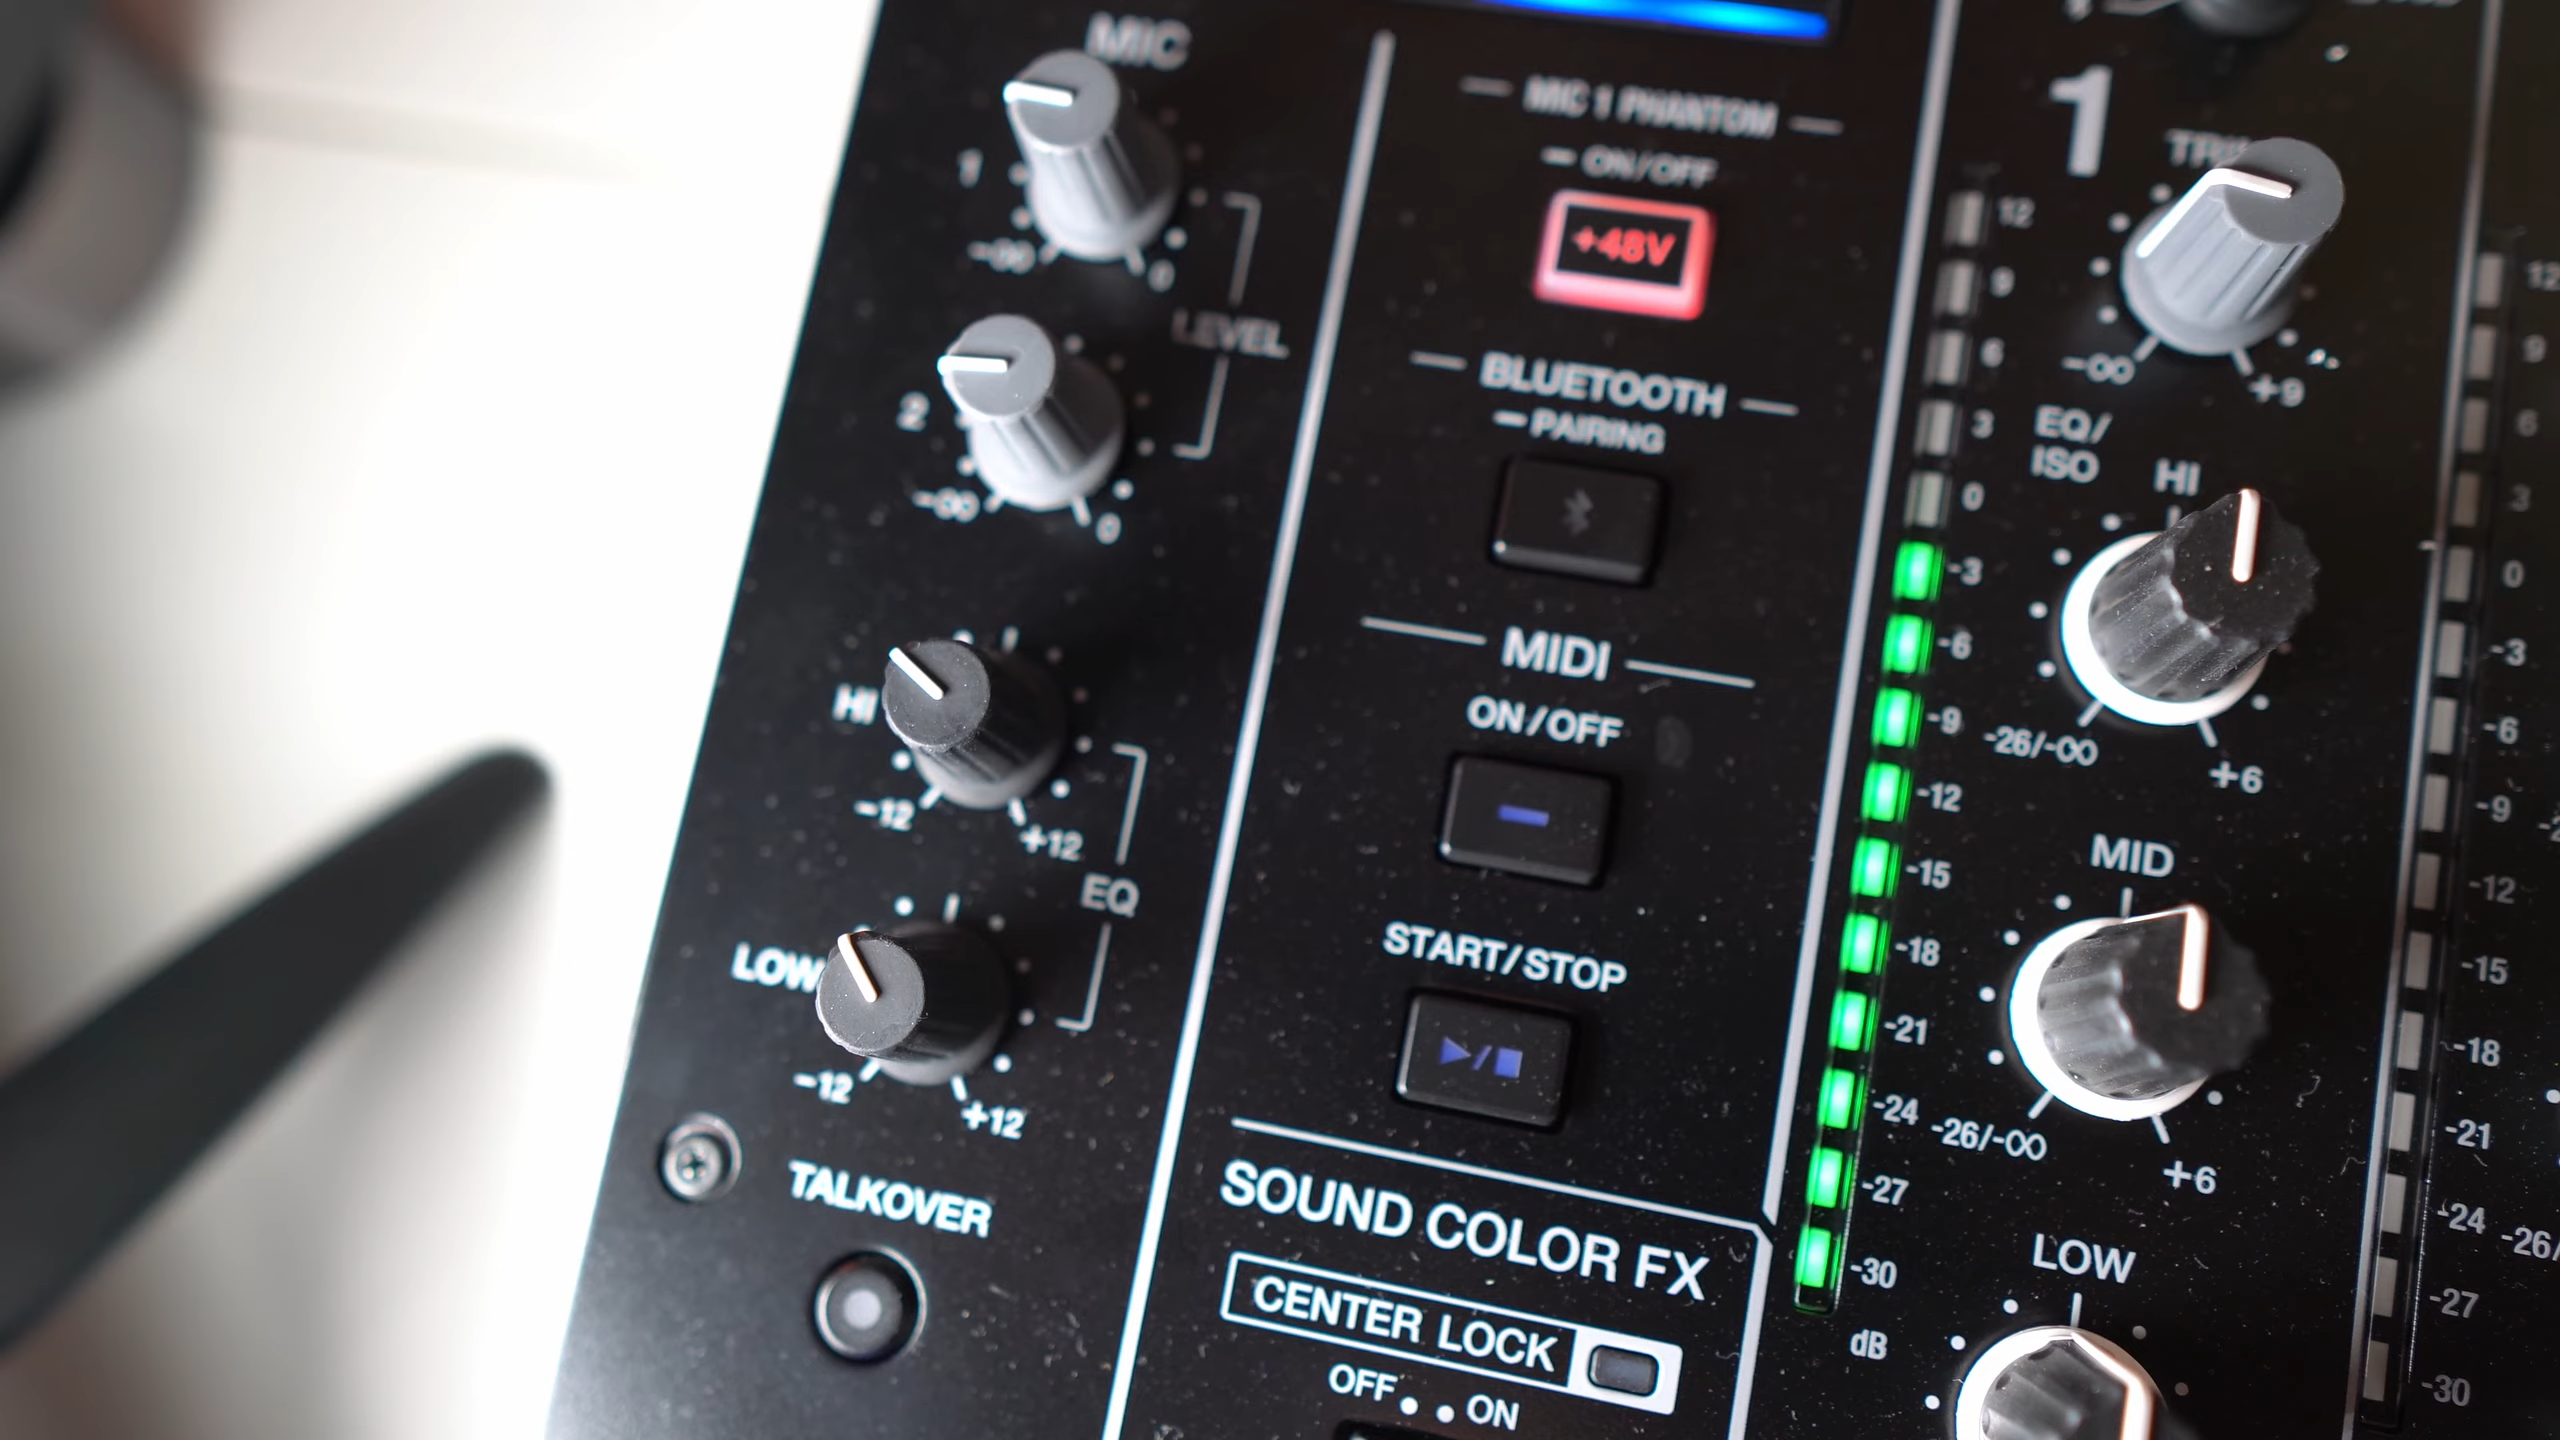 MIC
1
-∞
0
LEVEL
2
-∞
0
HI
-12
+12
EQ
LOW
-12
+12
TALKOVER
MIC 1 PHANTOM
ON/OFF
+48V
BLUETOOTH
PAIRING
MIDI
ON/OFF
START/STOP
SOUND COLOR FX
CENTER LOCK
OFF ON
12
9
6
3
0
-3
-6
-9
-12
-15
-18
-21
-24
-27
-30
dB
1
-∞
+9
EQ/
ISO
HI
-26/-∞
+6
MID
-26/-∞
+6
LOW
12
9
6
3
0
-3
-6
-9
-12
-15
-18
-21
-24
-27
-30